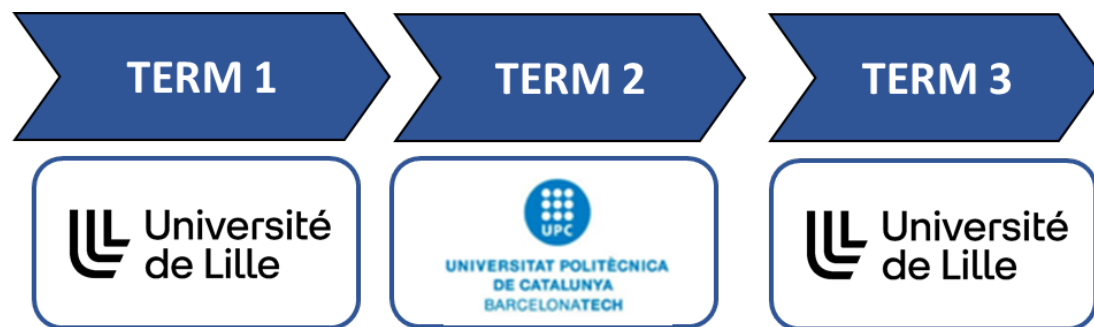 TERM 1
TERM 2
TERM 3
Université
de Lille
UPC
UNIVERSITAT POLITÈCNICA
DE CATALUNYA
BARCELONATECH
Université
de Lille